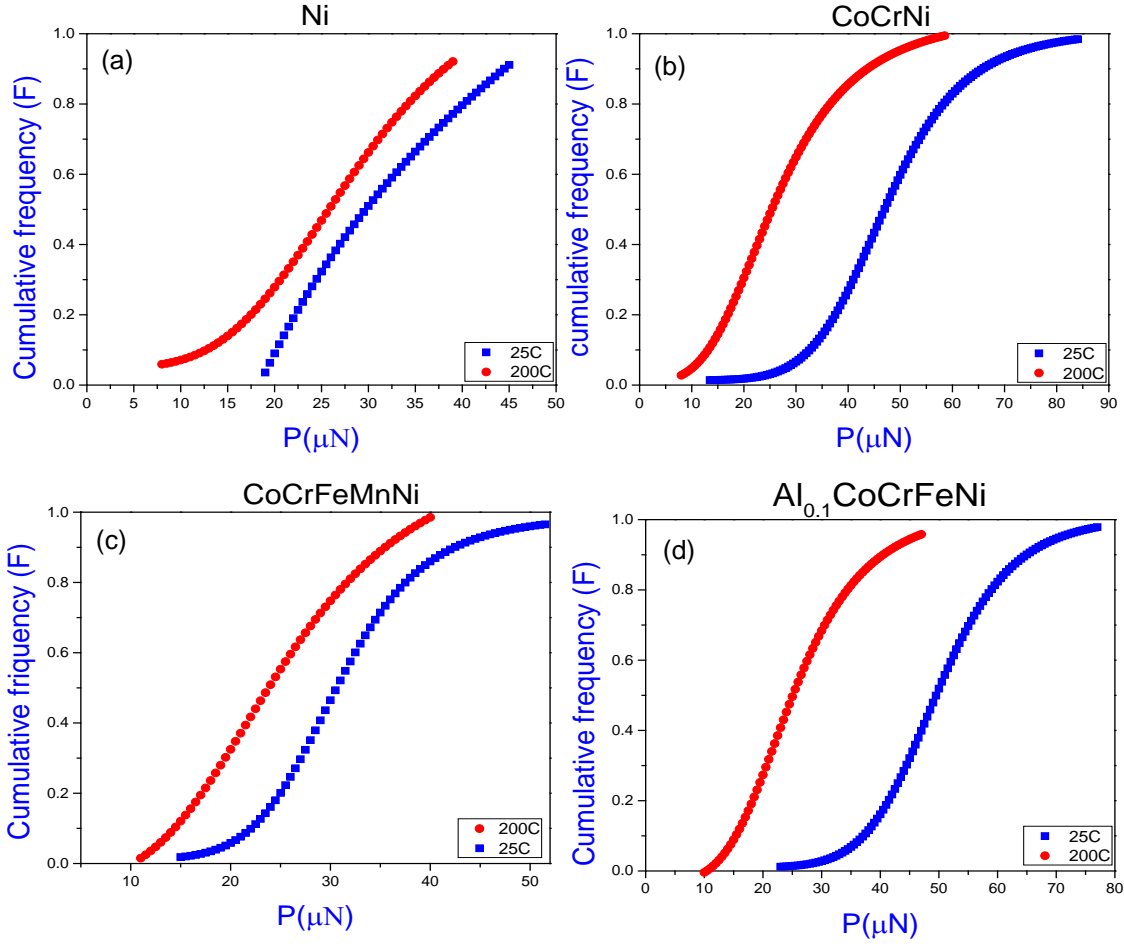 Ni
(a)
Cumulative frequency (F)
1.0
0.8
0.6
0.4
0.2
0.0
0 5 10 15 20 25 30 35 40 45 50
P(μN)
25C
200C
CoCrNi
(b)
cumulative frequency (F)
1.0
0.8
0.6
0.4
0.2
0.0
0 10 20 30 40 50 60 70 80 90
P(μN)
25C
200C
CoCrFeMnNi
(c)
Cumulative friquency (F)
1.0
0.8
0.6
0.4
0.2
0.0
10 20 30 40 50
P(μN)
200C
25C
Al0.1CoCrFeNi
(d)
Cumulative frequency (F)
1.0
0.8
0.6
0.4
0.2
0.0
0 10 20 30 40 50 60 70 80
P(μN)
25C
200C